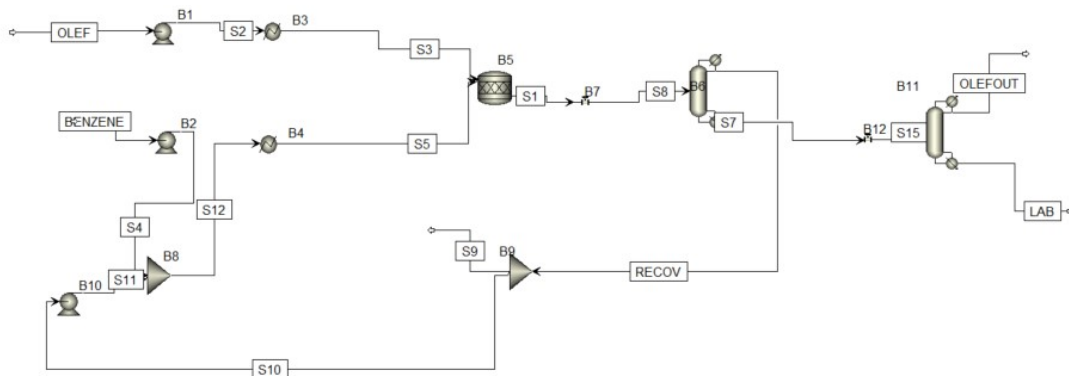 B1
OLEF
S2
B3
S3
B5
S1
B7
S8
B6
S7
B11
OLEFOUT
B12
S15
LAB
BENZENE
B2
B4
S5
S12
S4
B8
S11
B10
S9
B9
RECOV
S10